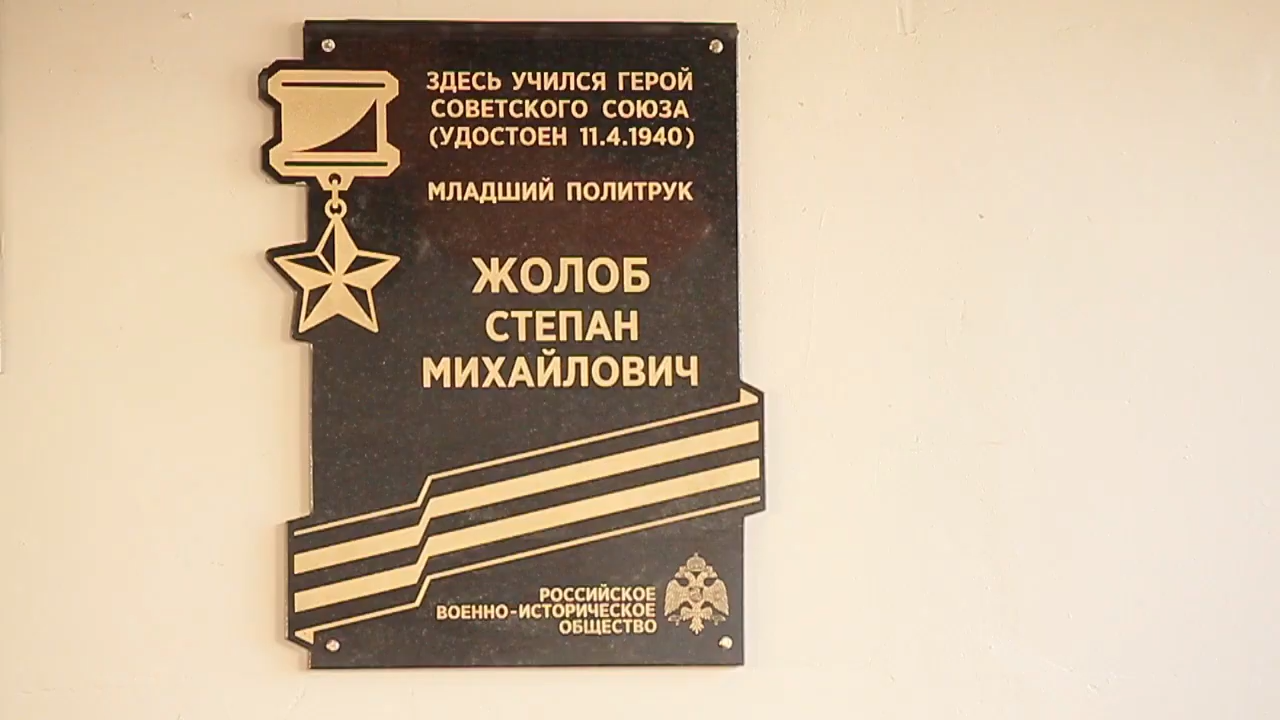 ЗДЕСЬ УЧИЛСЯ ГЕРОЙ
СОВЕТСКОГО СОЮЗА
(УДОСТОЕН 11.4.1940)
МЛАДШИЙ ПОЛИТРУК
ЖОЛОБ
СТЕПАН
МИХАЙЛОВИЧ
РОССИЙСКОЕ
ВОЕННО-ИСТОРИЧЕСКОЕ
ОБЩЕСТВО